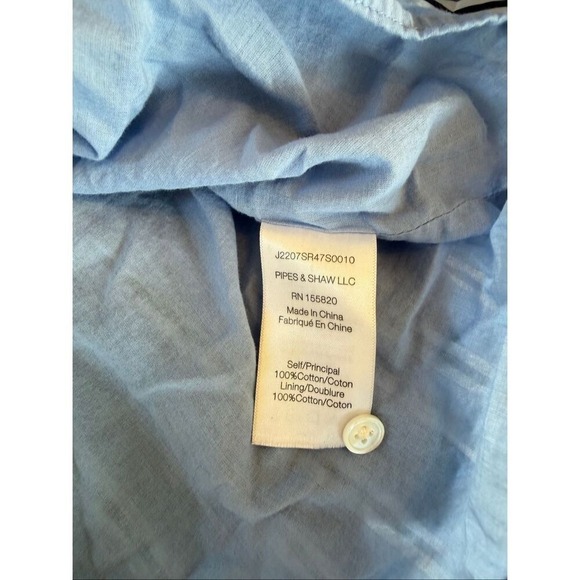 J2207SR47S0010
PIPES & SHAW LLC
RN 155820
Made In China
Fabriqué En Chine
Self/Principal
100%Cotton/Coton
Lining/Doublure
100%Cotton/Coton